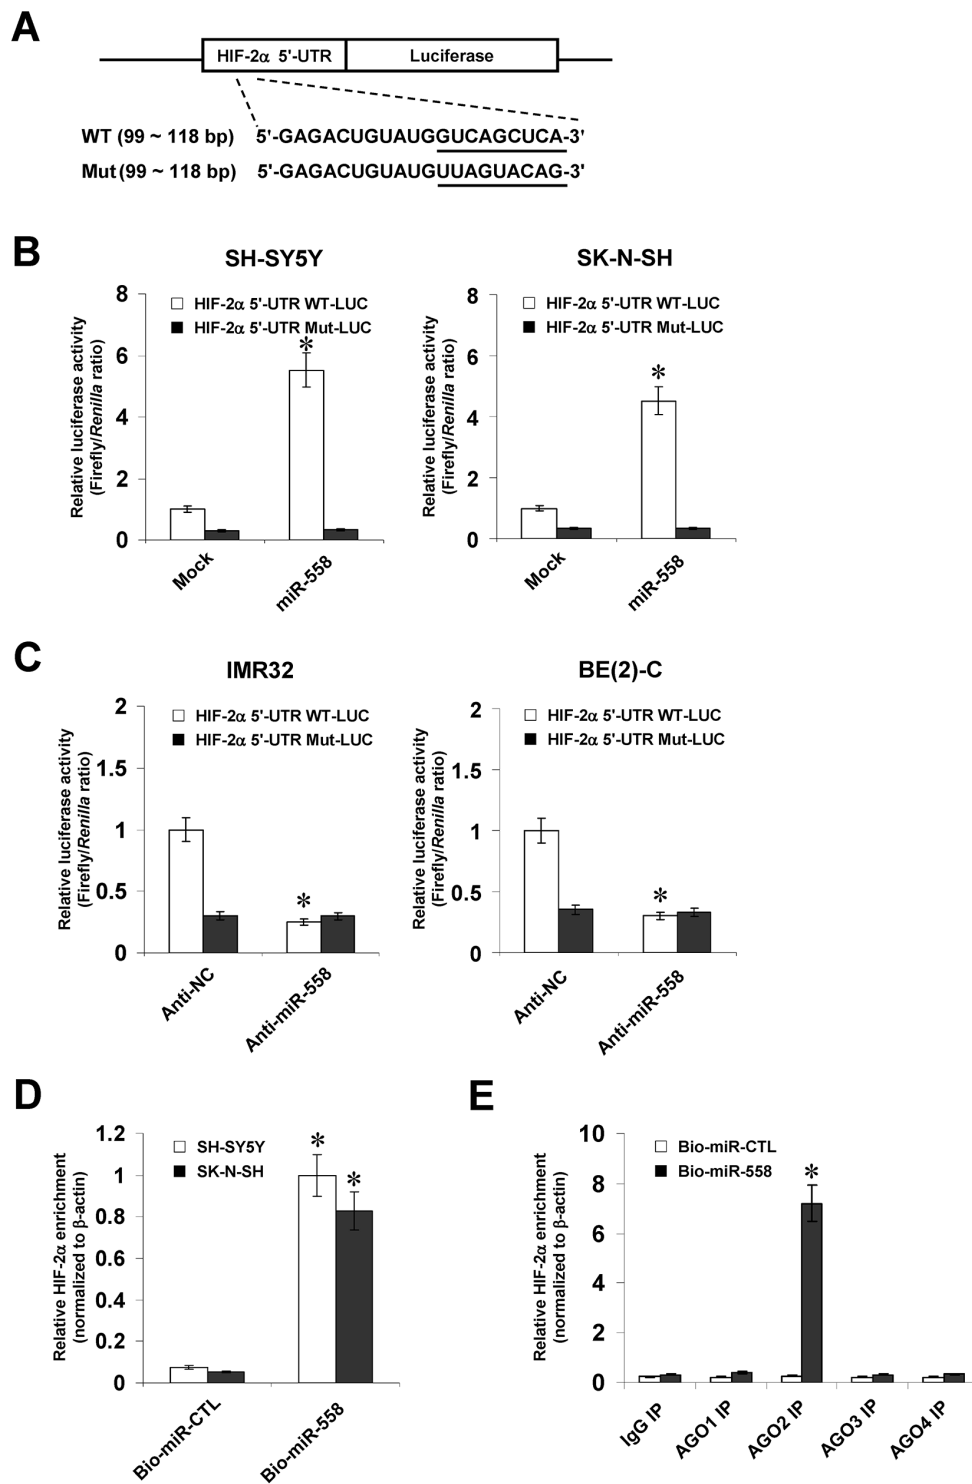 A
HIF-2α 5'-UTR
Luciferase
WT (99 ~ 118 bp) 5'-GAGACUGUAUGGUCAGCUCA-3'
Mut (99 ~ 118 bp) 5'-GAGACUGUAUGUUAGUACAG-3'
B
SH-SY5Y
Relative luciferase activity
(Firefly/Renilla ratio)
8
6
4
2
0
HIF-2α 5'-UTR WT-LUC
HIF-2α 5'-UTR Mut-LUC
*
Mock
miR-558
SK-N-SH
Relative luciferase activity
(Firefly/Renilla ratio)
8
6
4
2
0
HIF-2α 5'-UTR WT-LUC
HIF-2α 5'-UTR Mut-LUC
*
Mock
miR-558
C
IMR32
Relative luciferase activity
(Firefly/Renilla ratio)
2
1.5
1
0.5
0
HIF-2α 5'-UTR WT-LUC
HIF-2α 5'-UTR Mut-LUC
*
Anti-NC
Anti-miR-558
BE(2)-C
Relative luciferase activity
(Firefly/Renilla ratio)
2
1.5
1
0.5
0
HIF-2α 5'-UTR WT-LUC
HIF-2α 5'-UTR Mut-LUC
*
Anti-NC
Anti-miR-558
D
Relative HIF-2α enrichment
(normalized to β-actin)
1.2
1
0.8
0.6
0.4
0.2
0
SH-SY5Y
SK-N-SH
*
*
Bio-miR-CTL
Bio-miR-558
E
Relative HIF-2α enrichment
(normalized to β-actin)
10
8
6
4
2
0
Bio-miR-CTL
Bio-miR-558
*
IgG IP
AGO1 IP
AGO2 IP
AGO3 IP
AGO4 IP